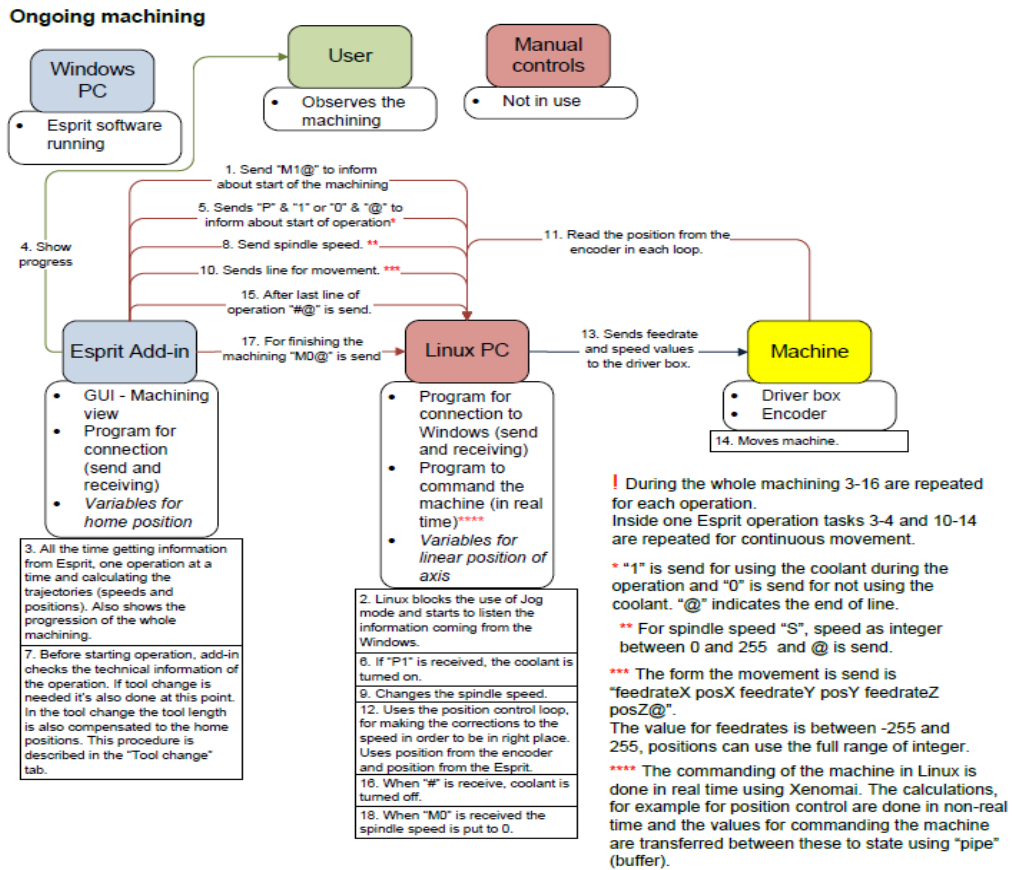 Ongoing machining
Windows
PC
• Esprit software
running
User
• Observes the
machining
Manual
controls
• Not in use
1. Send "M1@" to inform
about start of the machining
5. Sends "P" & "1" or "0" & "@" to
inform about start of operation*
8. Send spindle speed. **
10. Sends line for movement. ***
15. After last line of
operation "#@" is send.
4. Show
progress
11. Read the position from the
encoder in each loop.
17. For finishing the
machining "M0@" is send
13. Sends feedrate
and speed values
to the driver box.
Esprit Add-in
• GUI - Machining
view
• Program for
connection
(send and
receiving)
• Variables for
home position
3. All the time getting information
from Esprit, one operation at a
time and calculating the
trajectories (speeds and
positions). Also shows the
progression of the whole
machining.
7. Before starting operation, add-in
checks the technical information of
the operation. If tool change is
needed it's also done at this point.
In the tool change the tool length
is also compensated to the home
positions. This procedure is
described in the "Tool change"
tab.
Linux PC
• Program for
connection to
Windows (send
and receiving)
• Program to
command the
machine (in real
time)****
• Variables for
linear position of
axis
2. Linux blocks the use of Jog
mode and starts to listen the
information coming from the
Windows.
6. If "P1" is received, the coolant is
turned on.
9. Changes the spindle speed.
12. Uses the position control loop,
for making the corrections to the
speed in order to be in right place.
Uses position from the encoder
and position from the Esprit.
16. When "#" is receive, coolant is
turned off.
18. When "M0" is received the
spindle speed is put to 0.
Machine
• Driver box
• Encoder
14. Moves machine.
! During the whole machining 3-16 are repeated
for each operation.
Inside one Esprit operation tasks 3-4 and 10-14
are repeated for continuous movement.
* "1" is send for using the coolant during the
operation and "0" is send for not using the
coolant. "@" indicates the end of line.
** For spindle speed "S", speed as integer
between 0 and 255 and @ is send.
*** The form the movement is send is
"feedrateX posX feedrateY posY feedrateZ
posZ@".
The value for feedrates is between -255 and
255, positions can use the full range of integer.
**** The commanding of the machine in Linux is
done in real time using Xenomai. The calculations,
for example for position control are done in non-real
time and the values for commanding the machine
are transferred between these to state using "pipe"
(buffer).